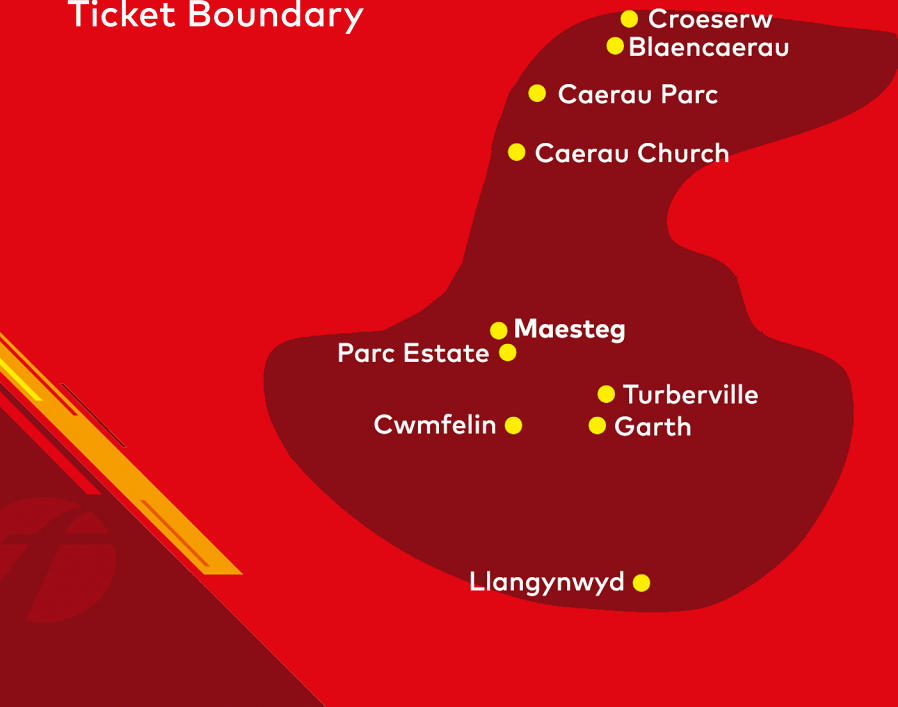 Ticket Boundary
Croeserw
Blaencaerau
Caerau Parc
Caerau Church
Maesteg
Parc Estate
Turberville
Cwmfelin
Garth
Llangynwyd